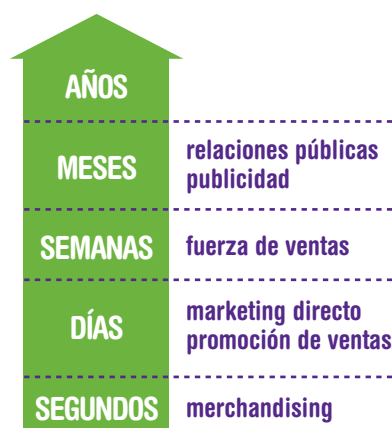 AÑOS
MESES
relaciones públicas
publicidad
SEMANAS
fuerza de ventas
DÍAS
marketing directo
promoción de ventas
SEGUNDOS
merchandising